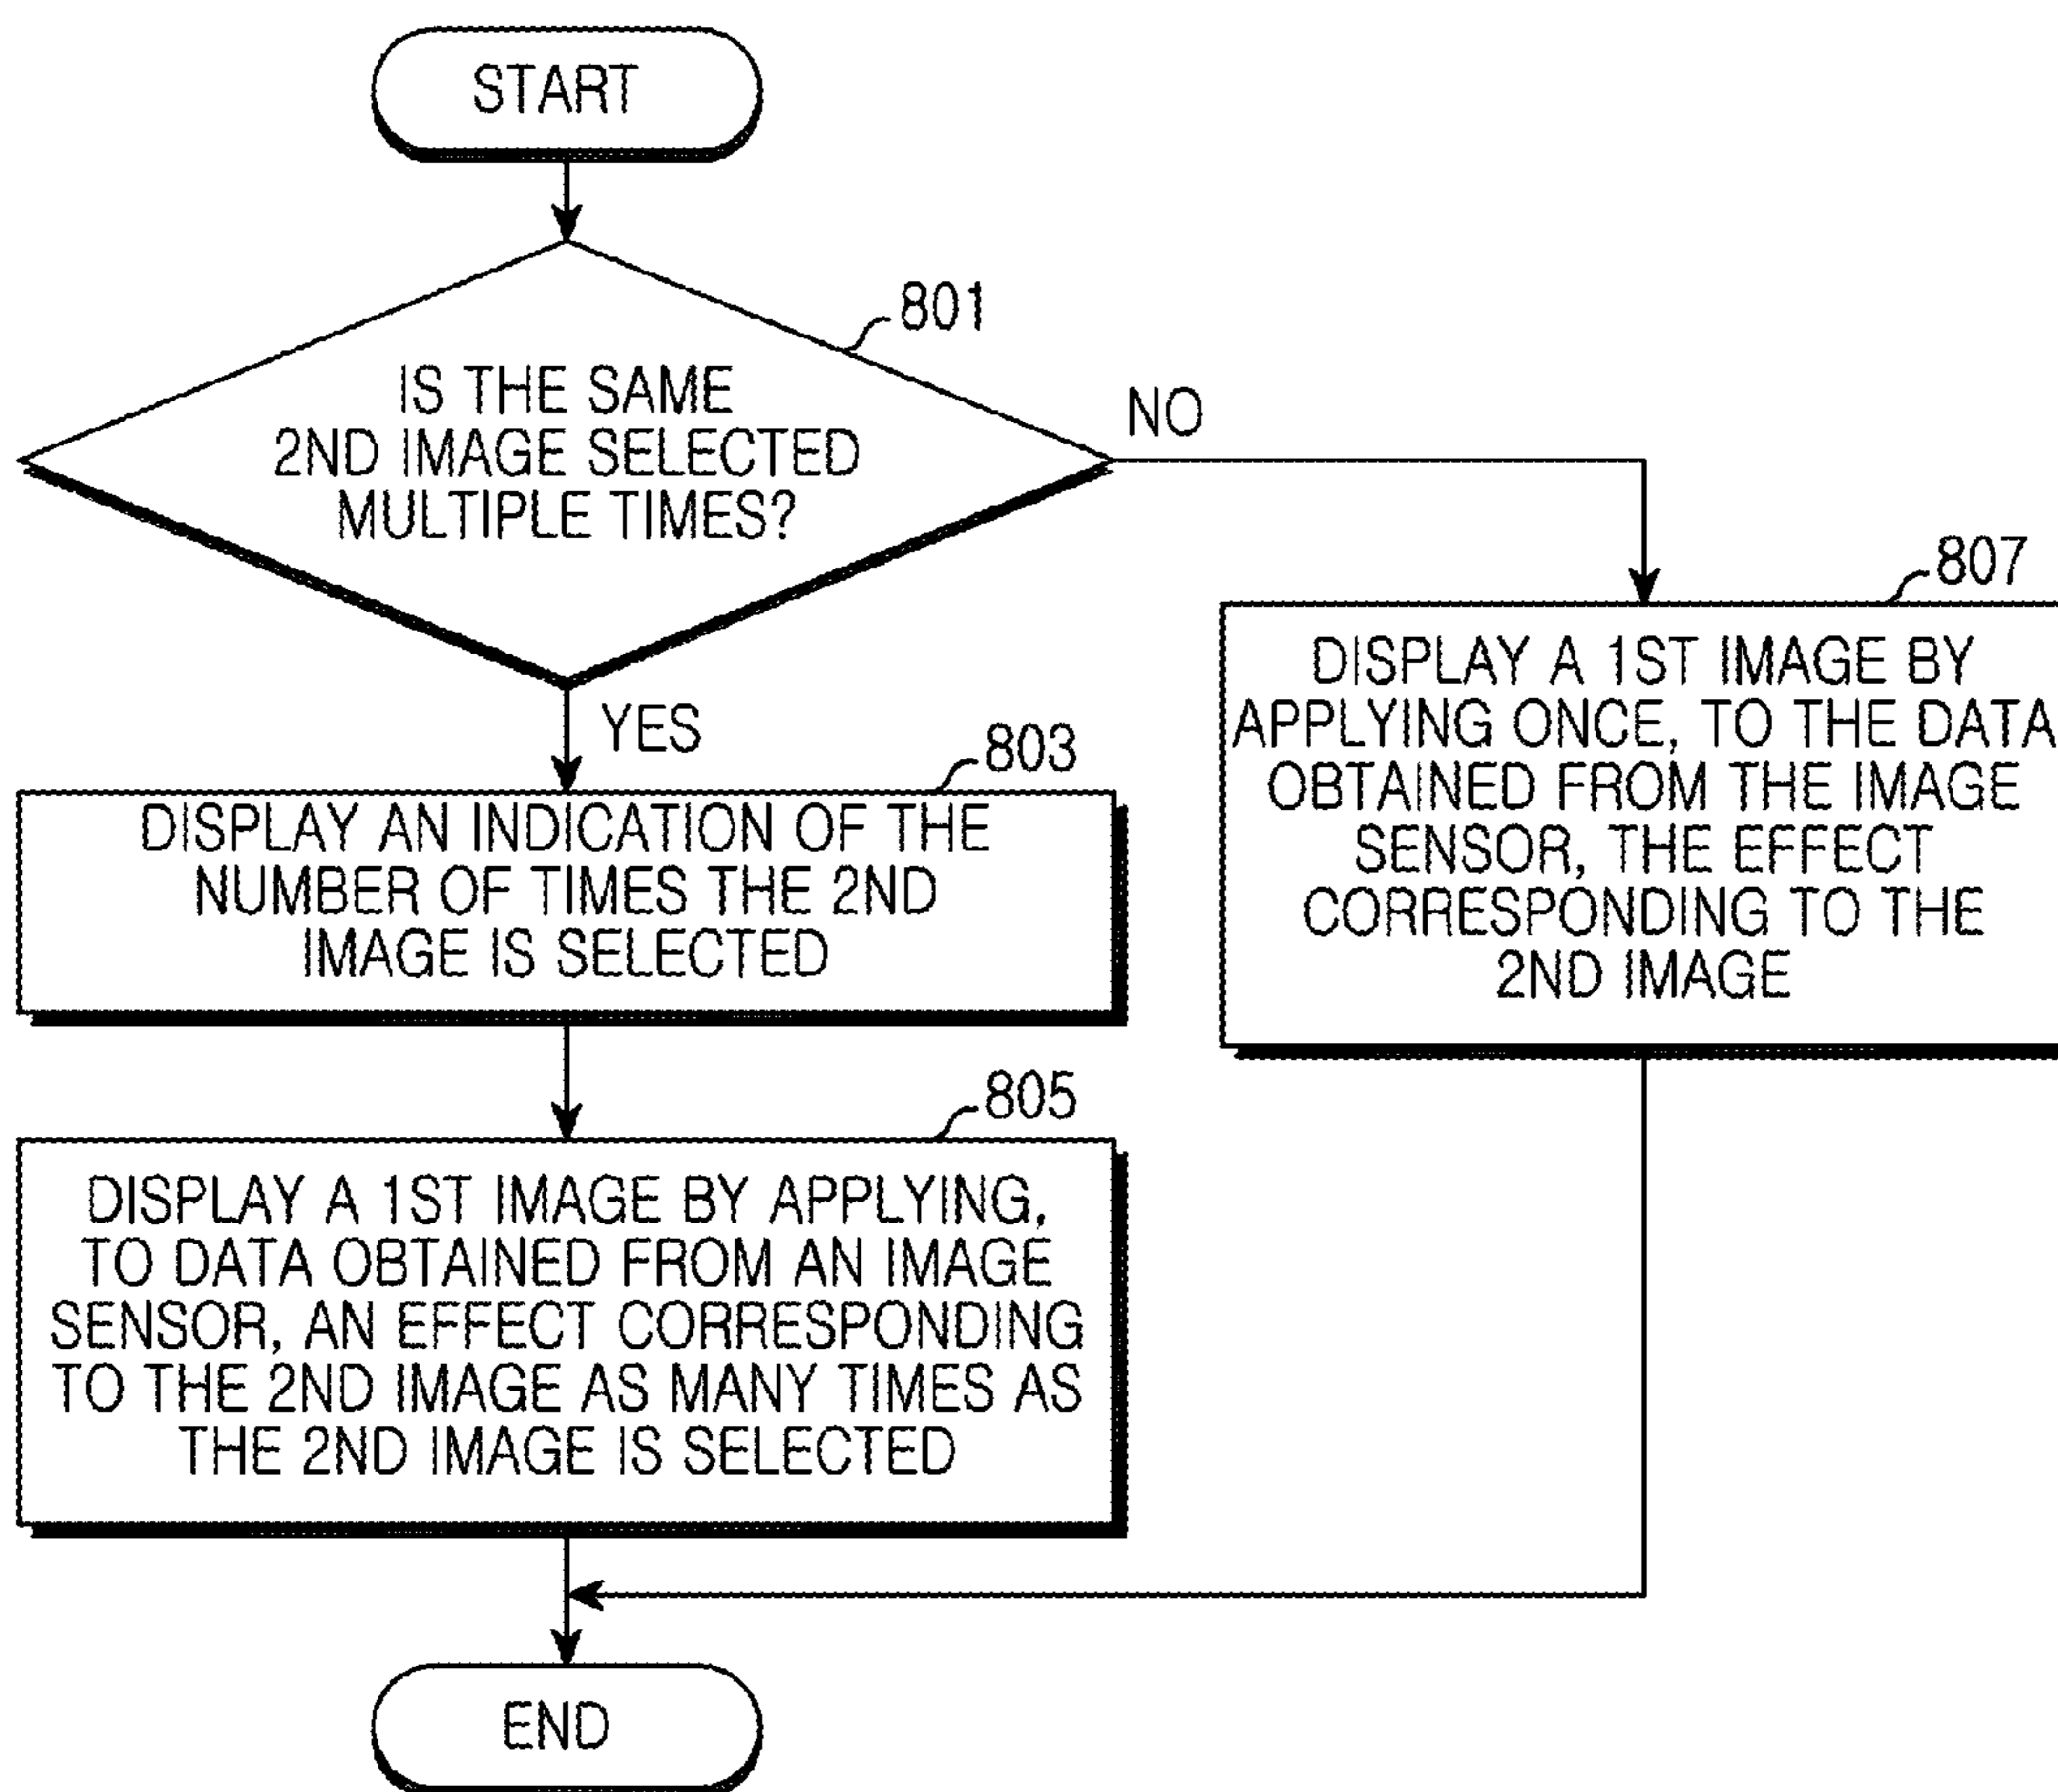 START
801
IS THE SAME
2ND IMAGE SELECTED
MULTIPLE TIMES?
NO
YES
803
DISPLAY AN INDICATION OF THE
NUMBER OF TIMES THE 2ND
IMAGE IS SELECTED
805
DISPLAY A 1ST IMAGE BY APPLYING,
TO DATA OBTAINED FROM AN IMAGE
SENSOR, AN EFFECT CORRESPONDING
TO THE 2ND IMAGE AS MANY TIMES AS
THE 2ND IMAGE IS SELECTED
807
DISPLAY A 1ST IMAGE BY
APPLYING ONCE, TO THE DATA
OBTAINED FROM THE IMAGE
SENSOR, THE EFFECT
CORRESPONDING TO THE
2ND IMAGE
END